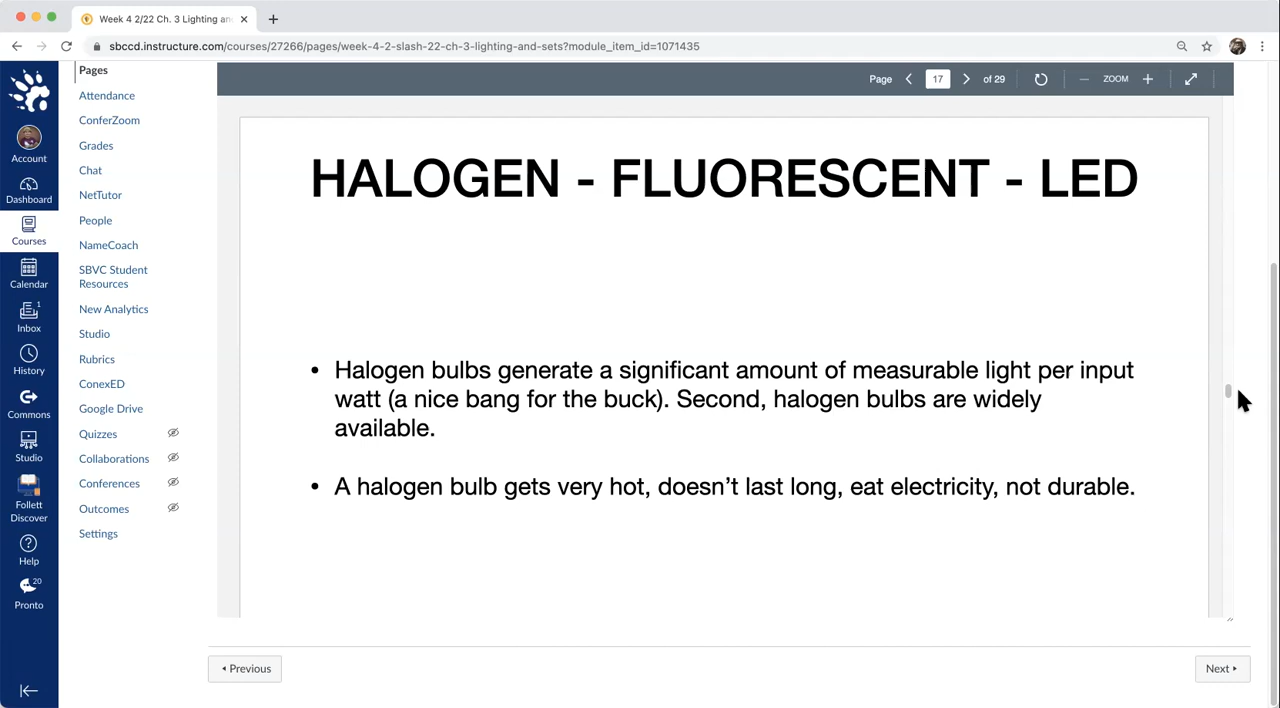 Week 4 2/22 Ch. 3 Lighting an
sbccd.instructure.com/courses/27266/pages/week-4-2-slash-22-ch-3-lighting-and-sets?module_item_id=1071435
Account
Dashboard
Courses
Calendar
1
Inbox
History
Commons
Studio
Follett
Discover
Help
20
Pronto
Pages
Attendance
ConferZoom
Grades
Chat
NetTutor
People
NameCoach
SBVC Student
Resources
New Analytics
Studio
Rubrics
ConexED
Google Drive
Quizzes
Collaborations
Conferences
Outcomes
Settings
Page 17 of 29 ZOOM
HALOGEN - FLUORESCENT - LED
• Halogen bulbs generate a significant amount of measurable light per input
watt (a nice bang for the buck). Second, halogen bulbs are widely
available.
• A halogen bulb gets very hot, doesn’t last long, eat electricity, not durable.
Previous
Next